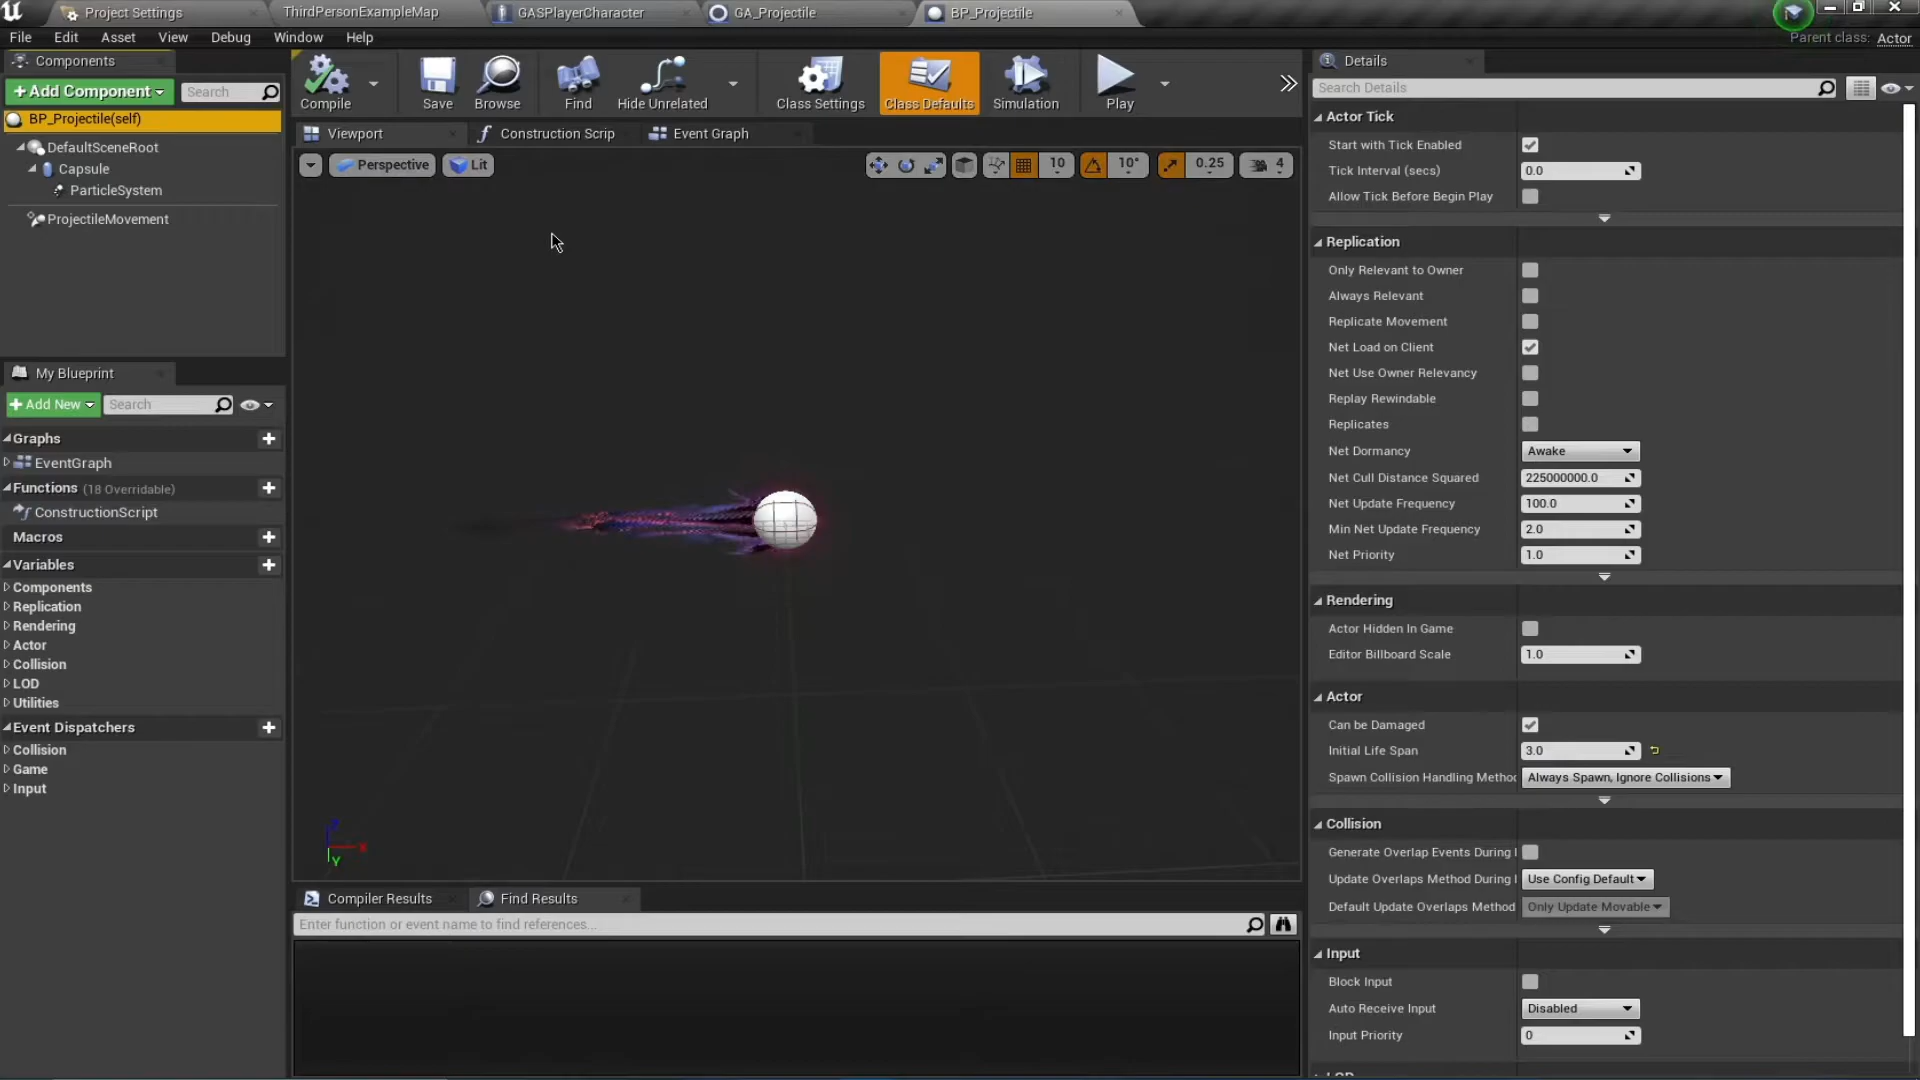 Project Settings
ThirdPersonExampleMap
GASPlayerCharacter
GA_Projectile
BP_Projectile
File Edit Asset View Debug Window Help
Parent class: Actor
Components
+ Add Component
Search
BP_Projectile(self)
DefaultSceneRoot
Capsule
ParticleSystem
ProjectileMovement
My Blueprint
+ Add New
Search
Graphs
EventGraph
Functions (18 Overridable)
ConstructionScript
Macros
Variables
Components
Replication
Rendering
Actor
Collision
LOD
Utilities
Event Dispatchers
Collision
Game
Input
Compile
Save
Browse
Find
Hide Unrelated
Class Settings
Class Defaults
Simulation
Play
Viewport
Construction Scrip
Event Graph
Perspective
Lit
10
10°
0.25
4
X
Y
Compiler Results
Find Results
Enter function or event name to find references...
Details
Search Details
Actor Tick
Start with Tick Enabled
Tick Interval (secs) 0.0
Allow Tick Before Begin Play
Replication
Only Relevant to Owner
Always Relevant
Replicate Movement
Net Load on Client
Net Use Owner Relevancy
Replay Rewindable
Replicates
Net Dormancy Awake
Net Cull Distance Squared 225000000.0
Net Update Frequency 100.0
Min Net Update Frequency 2.0
Net Priority 1.0
Rendering
Actor Hidden In Game
Editor Billboard Scale 1.0
Actor
Can be Damaged
Initial Life Span 3.0
Spawn Collision Handling Metho Always Spawn, Ignore Collisions
Collision
Generate Overlap Events During
Update Overlaps Method During Use Config Default
Default Update Overlaps Method Only Update Movable
Input
Block Input
Auto Receive Input Disabled
Input Priority 0